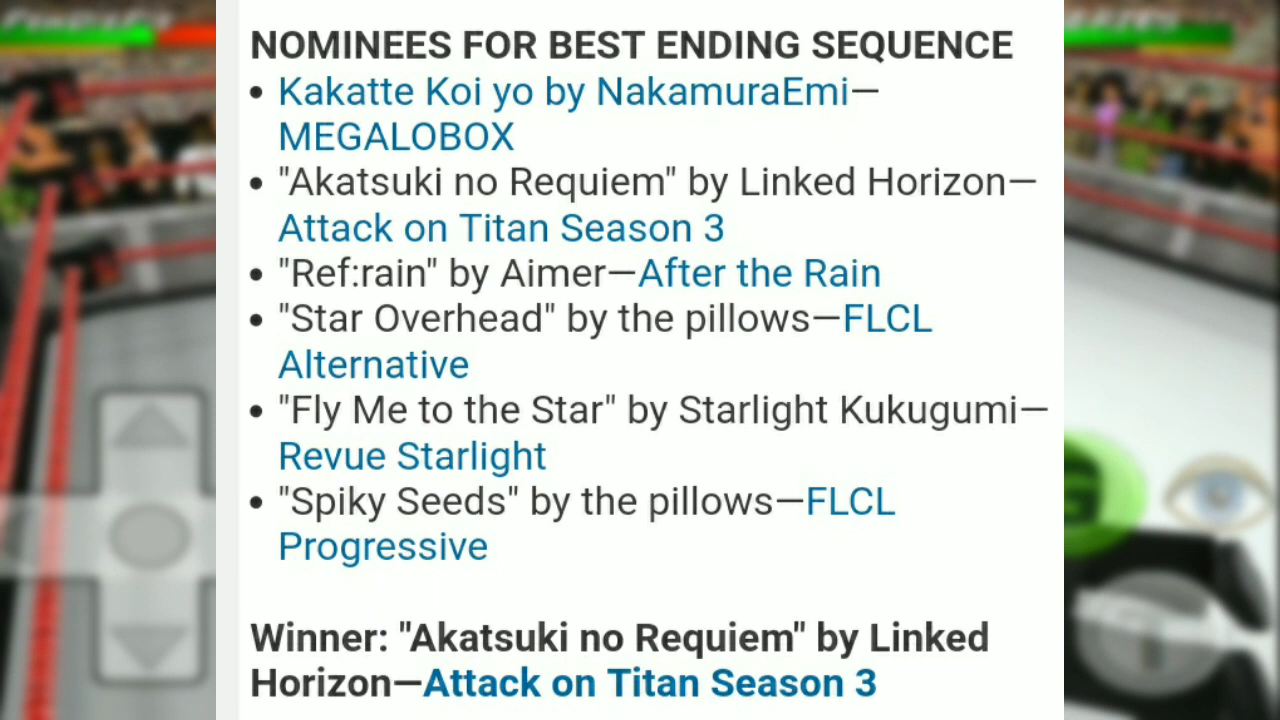 NOMINEES FOR BEST ENDING SEQUENCE
• Kakatte Koi yo by NakamuraEmi—
MEGALOBOX
• "Akatsuki no Requiem" by Linked Horizon—
Attack on Titan Season 3
• "Ref:rain" by Aimer—After the Rain
• "Star Overhead" by the pillows—FLCL
Alternative
• "Fly Me to the Star" by Starlight Kukugumi—
Revue Starlight
• "Spiky Seeds" by the pillows—FLCL
Progressive
Winner: "Akatsuki no Requiem" by Linked
Horizon—Attack on Titan Season 3